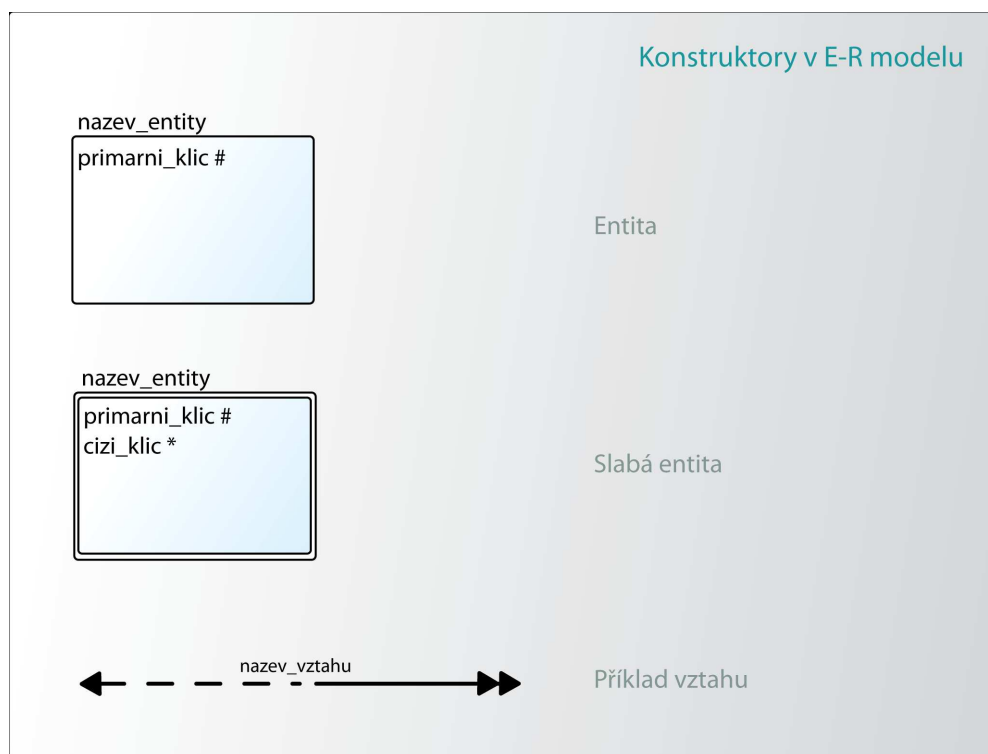 Konstruktory v E-R modelu
nazev_entity
primarni_klic #
Entita
nazev_entity
primarni_klic #
cizi_klic *
Slabá entita
nazev_vztahu
Příklad vztahu